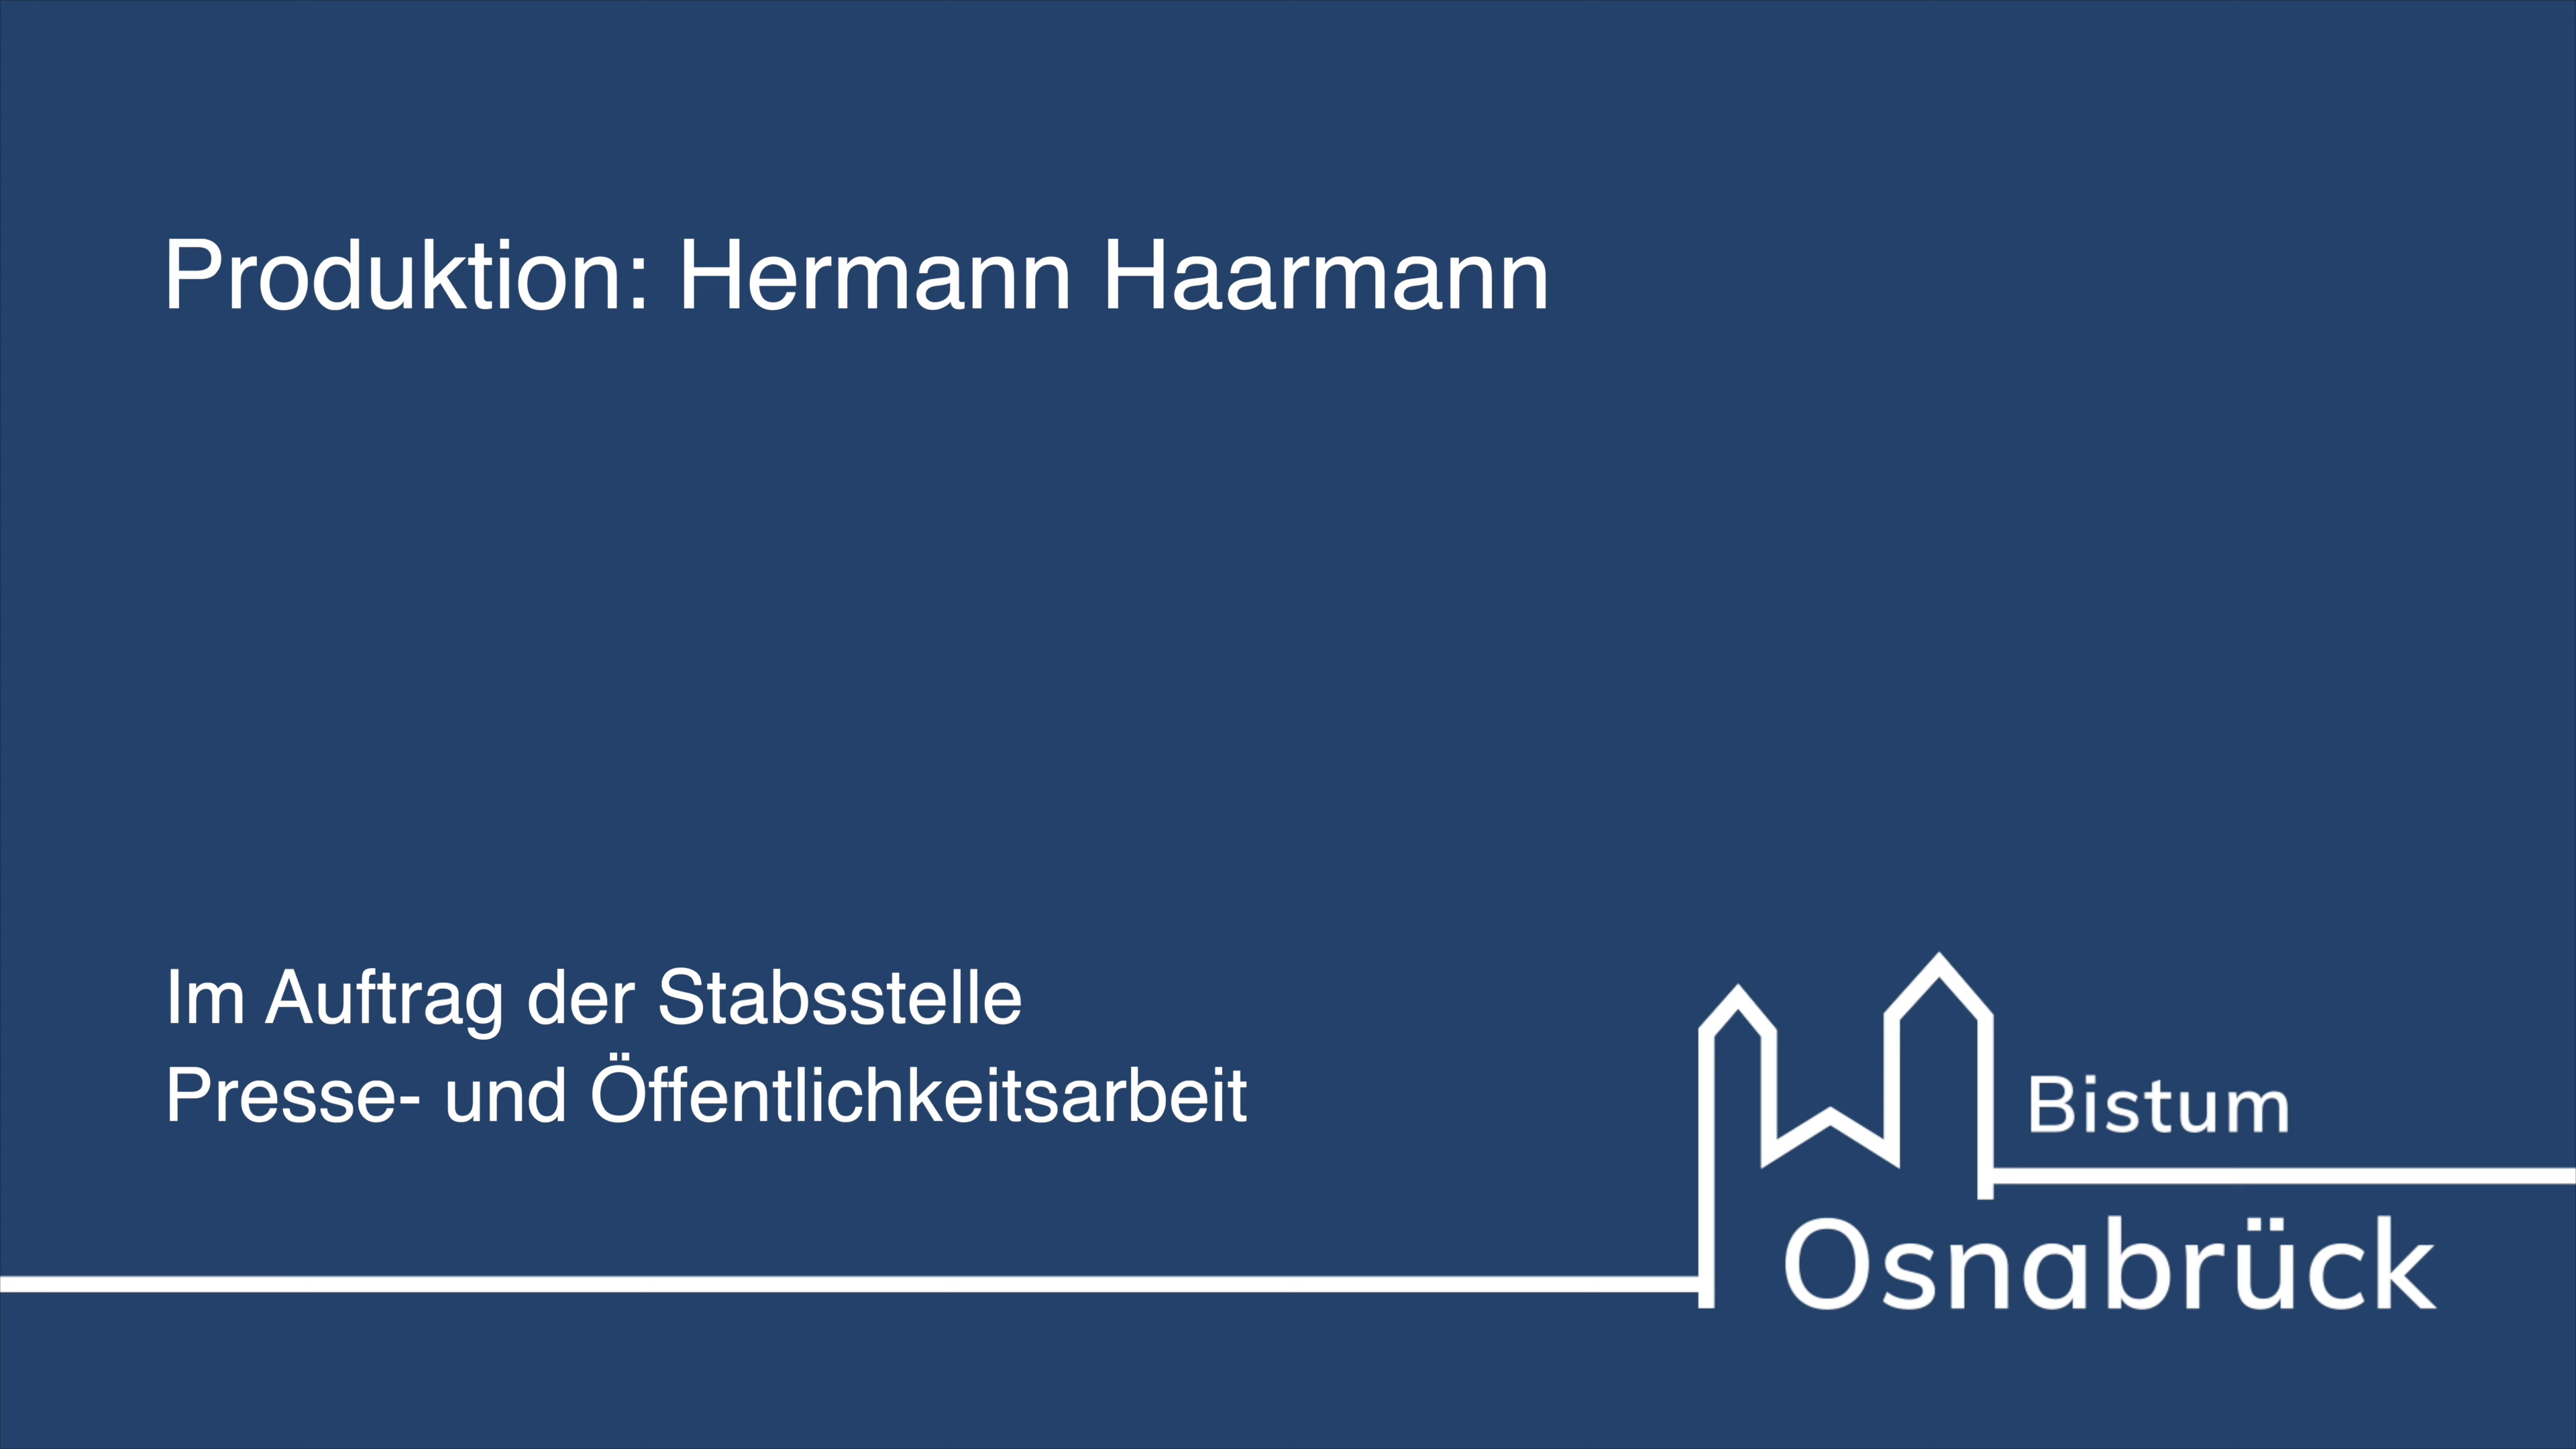 Produktion: Hermann Haarmann
Im Auftrag der Stabsstelle
Presse- und Öffentlichkeitsarbeit
Bistum
Osnabrück